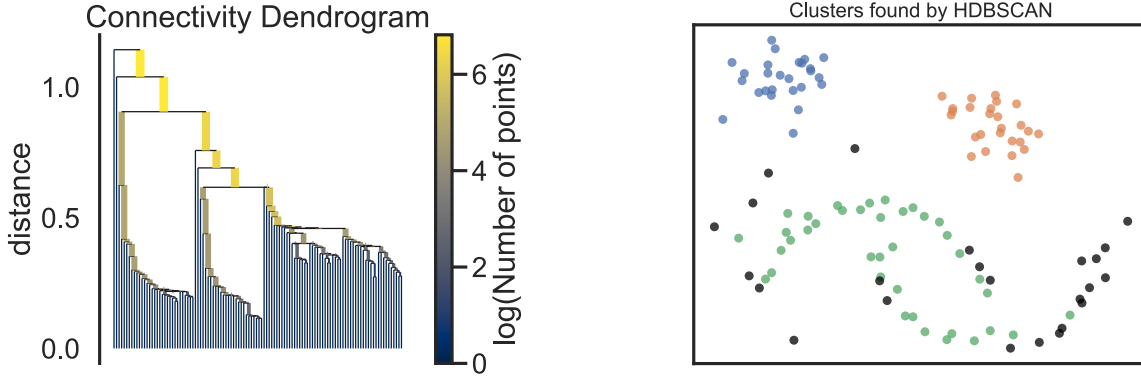 Connectivity Dendrogram
distance
1.0
0.5
0.0
6
4
2
0
log(Number of points)
Clusters found by HDBSCAN